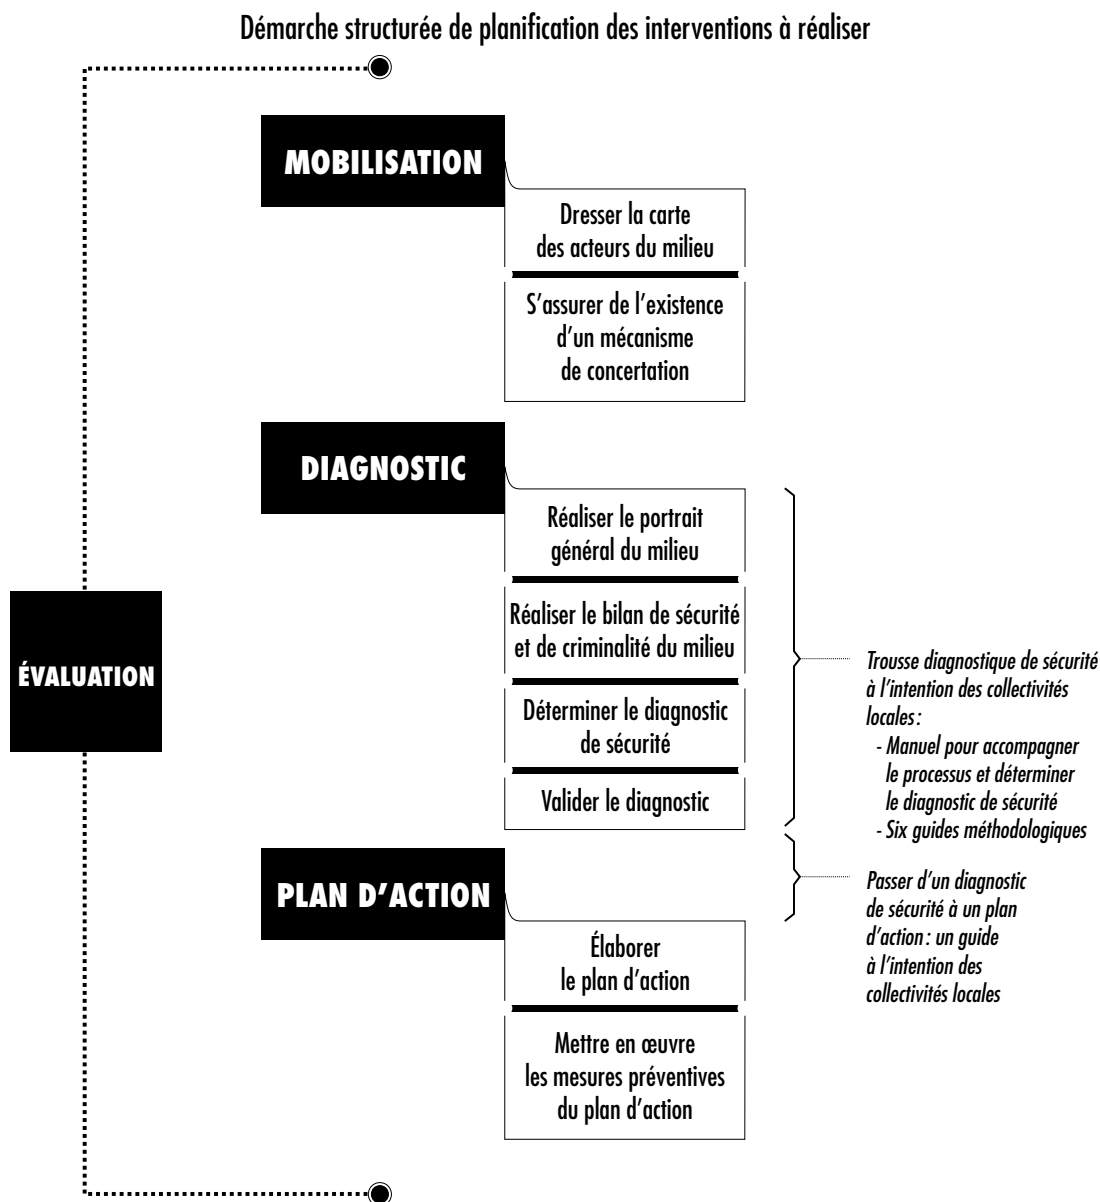 Démarche structurée de planification des interventions à réaliser
MOBILISATION
Dresser la carte
des acteurs du milieu
S'assurer de l'existence
d'un mécanisme
de concertation
DIAGNOSTIC
Réaliser le portrait
général du milieu
Réaliser le bilan de sécurité
et de criminalité du milieu
Déterminer le diagnostic
de sécurité
Valider le diagnostic
ÉVALUATION
Trousse diagnostique de sécurité
à l'intention des collectivités
locales :
- Manuel pour accompagner
le processus et déterminer
le diagnostic de sécurité
- Six guides méthodologiques
PLAN D'ACTION
Élaborer
le plan d'action
Mettre en œuvre
les mesures préventives
du plan d'action
Passer d'un diagnostic
de sécurité à un plan
d'action : un guide
à l'intention des
collectivités locales